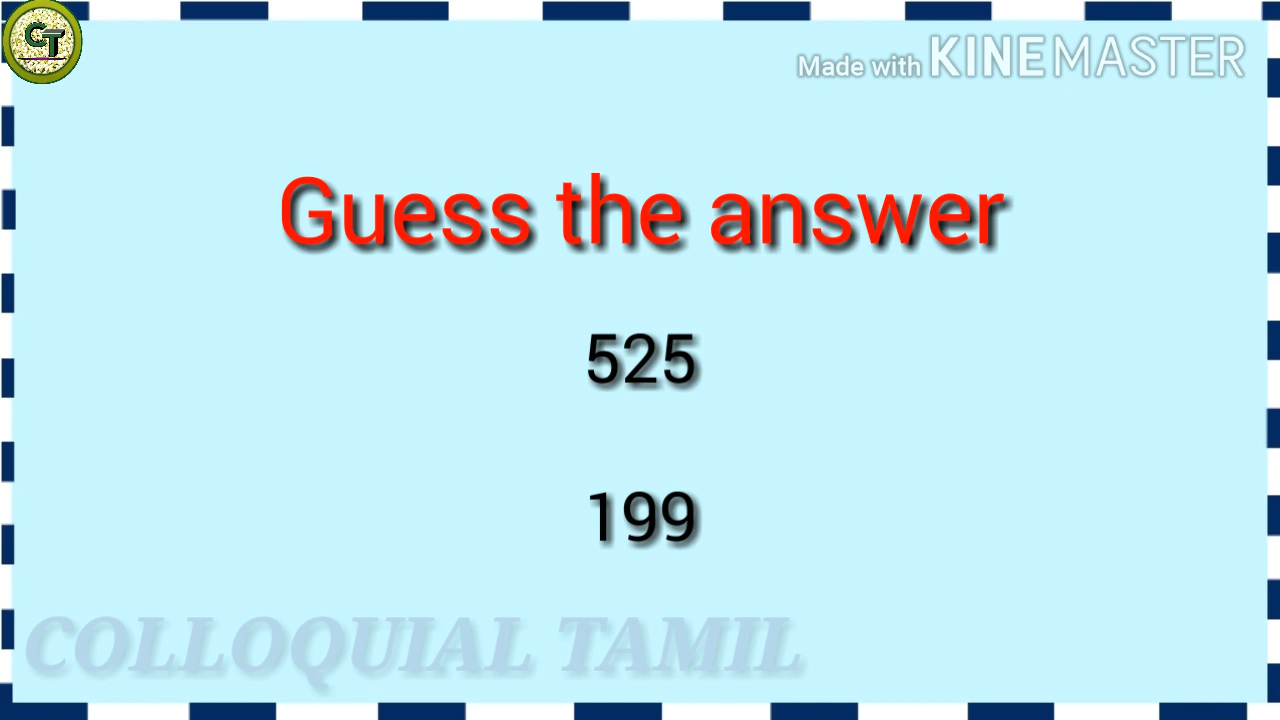 CT
Made with KINEMASTER
Guess the answer
525
199
COLLOQUIAL TAMIL